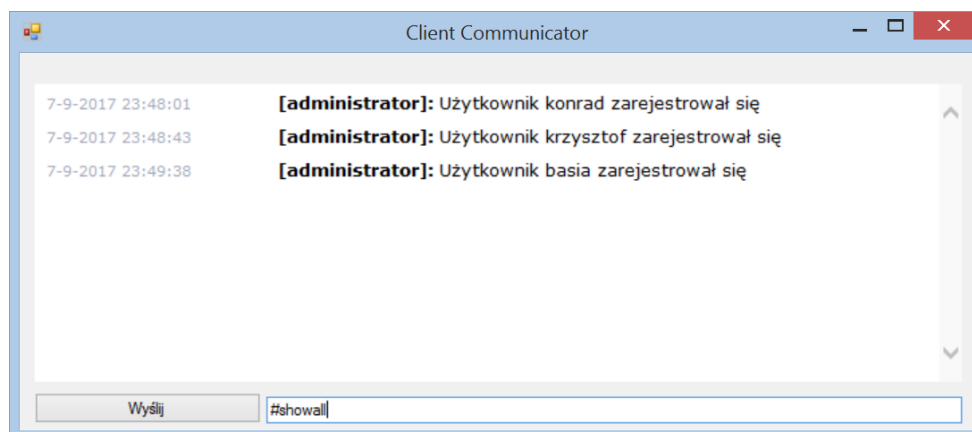 Client Communicator
7-9-2017 23:48:01 [administrator]: Użytkownik konrad zarejestrował się
7-9-2017 23:48:43 [administrator]: Użytkownik krzysztof zarejestrował się
7-9-2017 23:49:38 [administrator]: Użytkownik basia zarejestrował się
Wyślij #showall